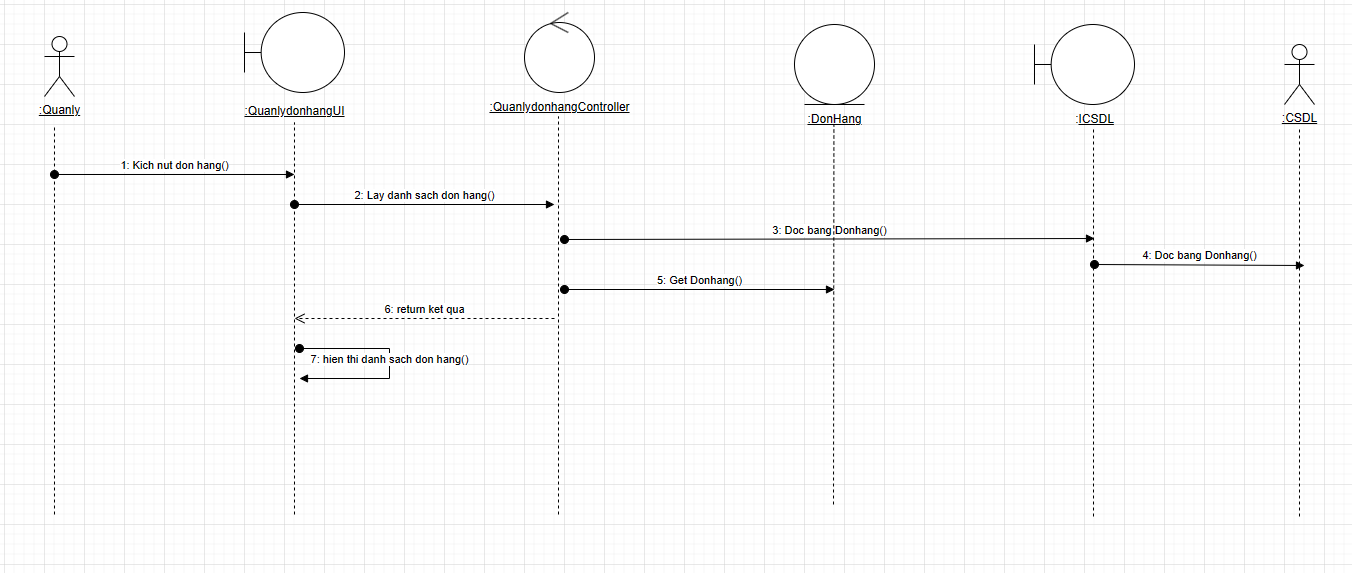 :Quanly
:QuanlydonhangUI
:QuanlydonhangController
:DonHang
:ICSDL
:CSDL
1: Kich nut don hang()
2: Lay danh sach don hang()
3: Doc bang Donhang()
4: Doc bang Donhang()
5: Get Donhang()
6: return ket qua
7: hien thi danh sach don hang()